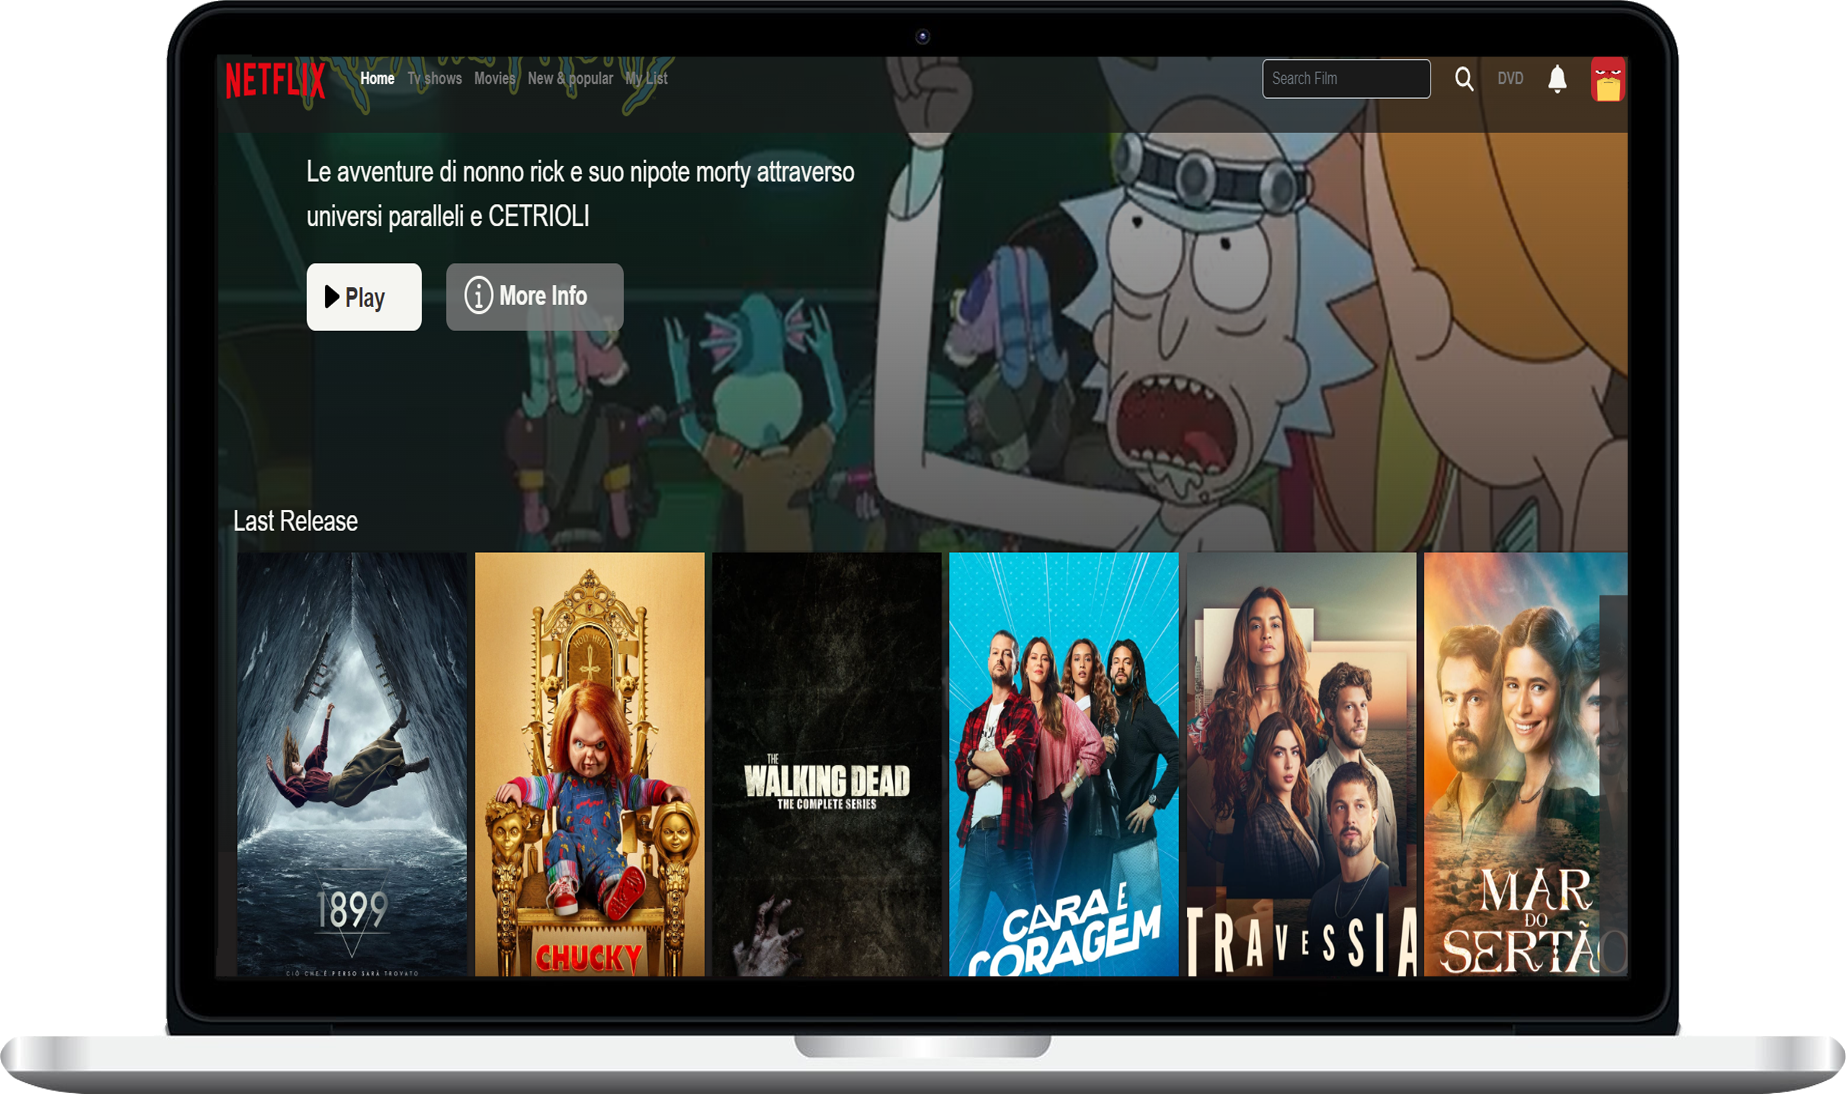 NETFLIX
Home Tv shows Movies New & popular My List
Search Film
DVD
Le avventure di nonno rick e suo nipote morty attraverso
universi paralleli e CETRIOLI
Play
More Info
Last Release
1899
CIÒ CHE È PERSO SARÀ TROVATO
CHUCKY
THE
WALKING DEAD
THE COMPLETE SERIES
CARA E
CORAGEM
TRAVESSIA
MAR
DO
SERTÃO